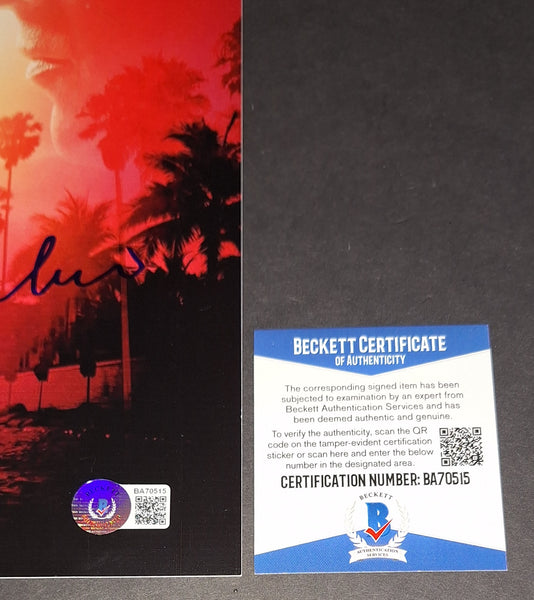 BECKETT
BA70515
BECKETT CERTIFICATE
OF AUTHENTICITY
The corresponding signed item has been
subjected to examination by an expert from
Beckett Authentication Services and has
been deemed authentic and genuine.
To verify the authenticity, scan the QR
code on the tamper-evident certification
sticker or scan here and enter the below
number in the designated area.
CERTIFICATION NUMBER: BA70515
BECKETT
B
AUTHENTICATION
SERVICES